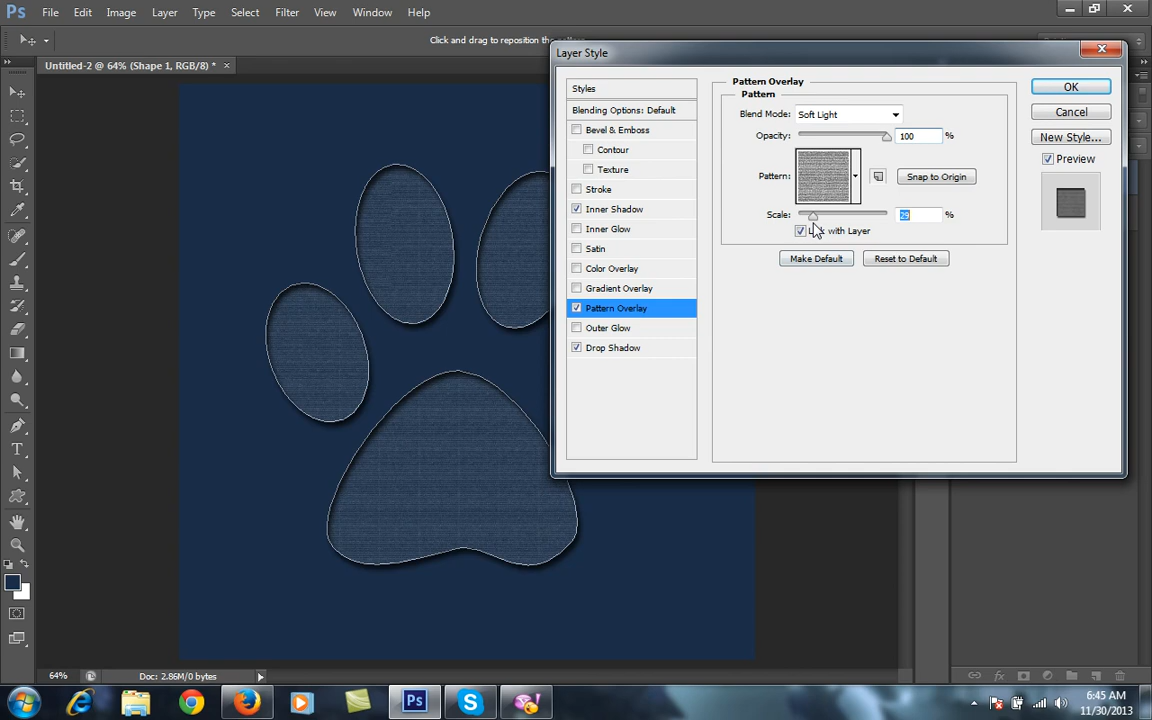 Ps File Edit Image Layer Type Select Filter View Window Help
Click and drag to reposition the
Untitled-2 @ 64% (Shape 1, RGB/8) * ×
Layer Style
Styles
Blending Options: Default
Bevel & Emboss
Contour
Texture
Stroke
Inner Shadow
Inner Glow
Satin
Color Overlay
Gradient Overlay
Pattern Overlay
Outer Glow
Drop Shadow
Pattern Overlay
Pattern
Blend Mode: Soft Light
Opacity: 100 %
Pattern: Snap to Origin
Scale: 29 %
with Layer
Make Default Reset to Default
OK
Cancel
New Style...
Preview
64% Doc: 2.86M/0 bytes
Ps
6:45 AM
11/30/2013